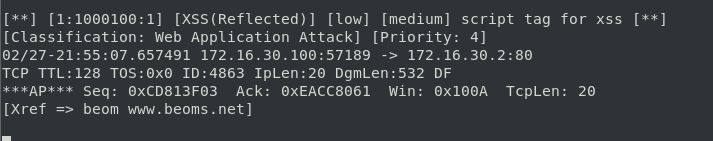 [**] [1:1000100:1] [XSS(Reflected)] [low] [medium] script tag for xss [**]
[Classification: Web Application Attack] [Priority: 4]
02/27-21:55:07.657491 172.16.30.100:57189 -> 172.16.30.2:80
TCP TTL:128 TOS:0x0 ID:4863 IpLen:20 DgmLen:532 DF
***AP*** Seq: 0xCD813F03  Ack: 0xEACC8061  Win: 0x100A  TcpLen: 20
[Xref => beom www.beoms.net]